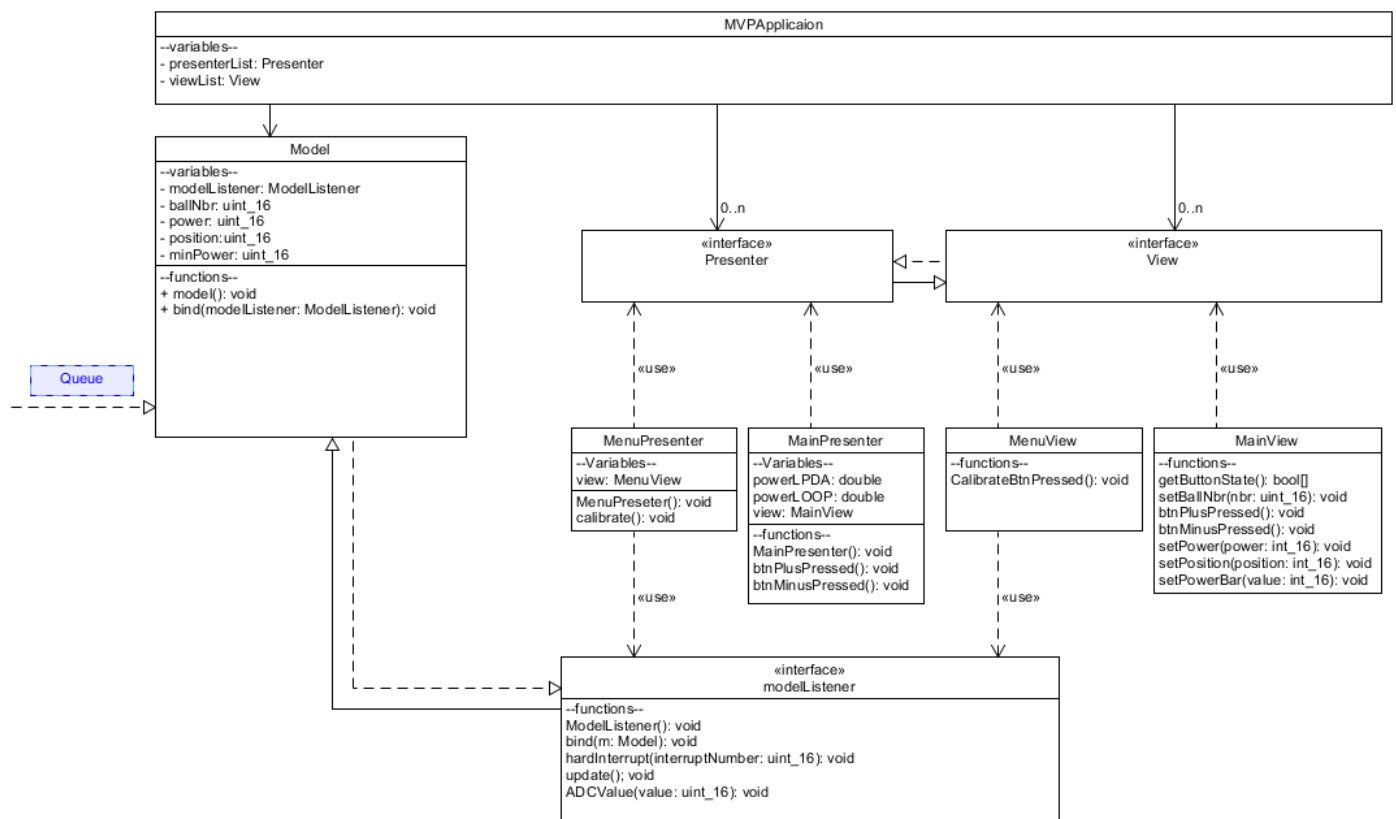 MVPApplicaion
--variables--
- presenterList: Presenter
- viewList: View
Model
--variables--
- modelListener: ModelListener
- ballNbr: uint_16
- power: uint_16
- position:uint_16
- minPower: uint_16
--functions--
+ model(): void
+ bind(modelListener: ModelListener): void
0..n
0..n
«interface»
Presenter
«interface»
View
Queue
«use»
«use»
«use»
«use»
MenuPresenter
--Variables--
view: MenuView
MenuPreseter(): void
calibrate(): void
MainPresenter
--Variables--
powerLPDA: double
powerLOOP: double
view: MainView
--functions--
MainPresenter(): void
btnPlusPressed(): void
btnMinusPressed(): void
MenuView
--functions--
CalibrateBtnPressed(): void
MainView
--functions--
getButtonState(): bool[]
setBallNbr(nbr: uint_16): void
btnPlusPressed(): void
btnMinusPressed(): void
setPower(power: int_16): void
setPosition(position: int_16): void
setPowerBar(value: int_16): void
«use»
«use»
«interface»
modelListener
--functions--
ModelListener(): void
bind(m: Model): void
hardInterrupt(interruptNumber: uint_16): void
update(); void
ADCValue(value: uint_16): void